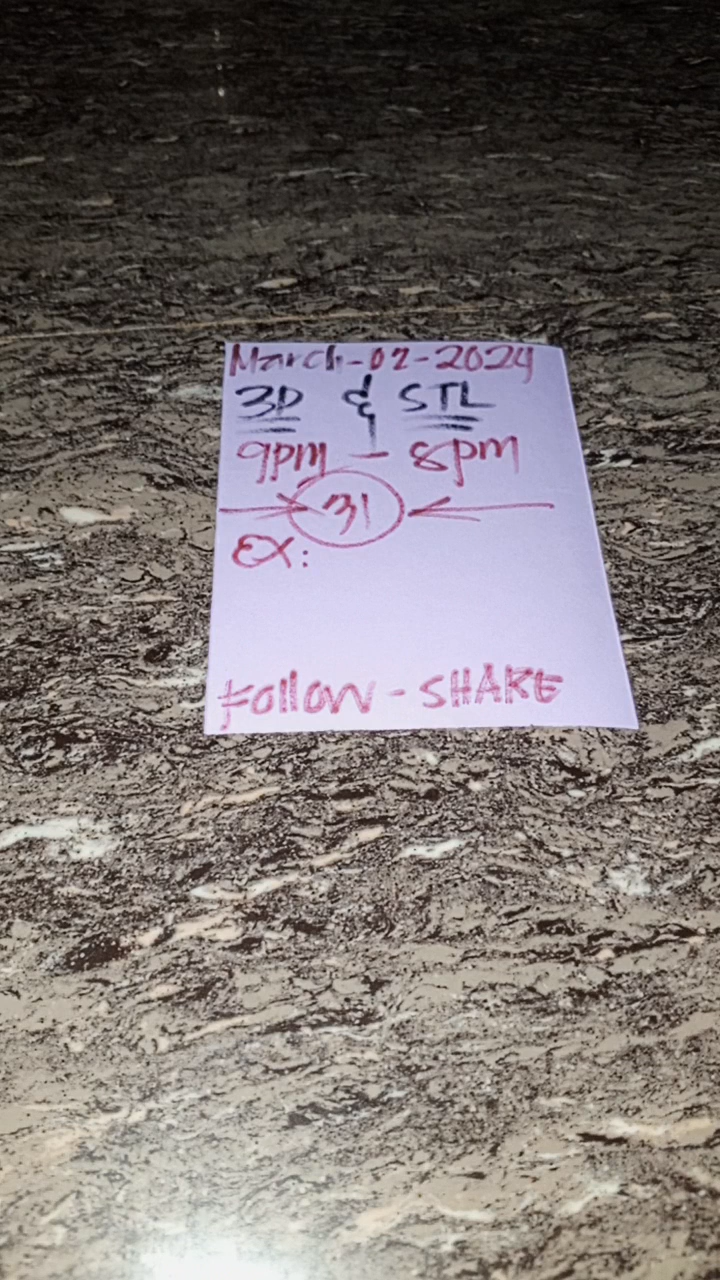 March-02-2024
3D & STL
9pm - 8pm
31
EX:
Follow - SHARE